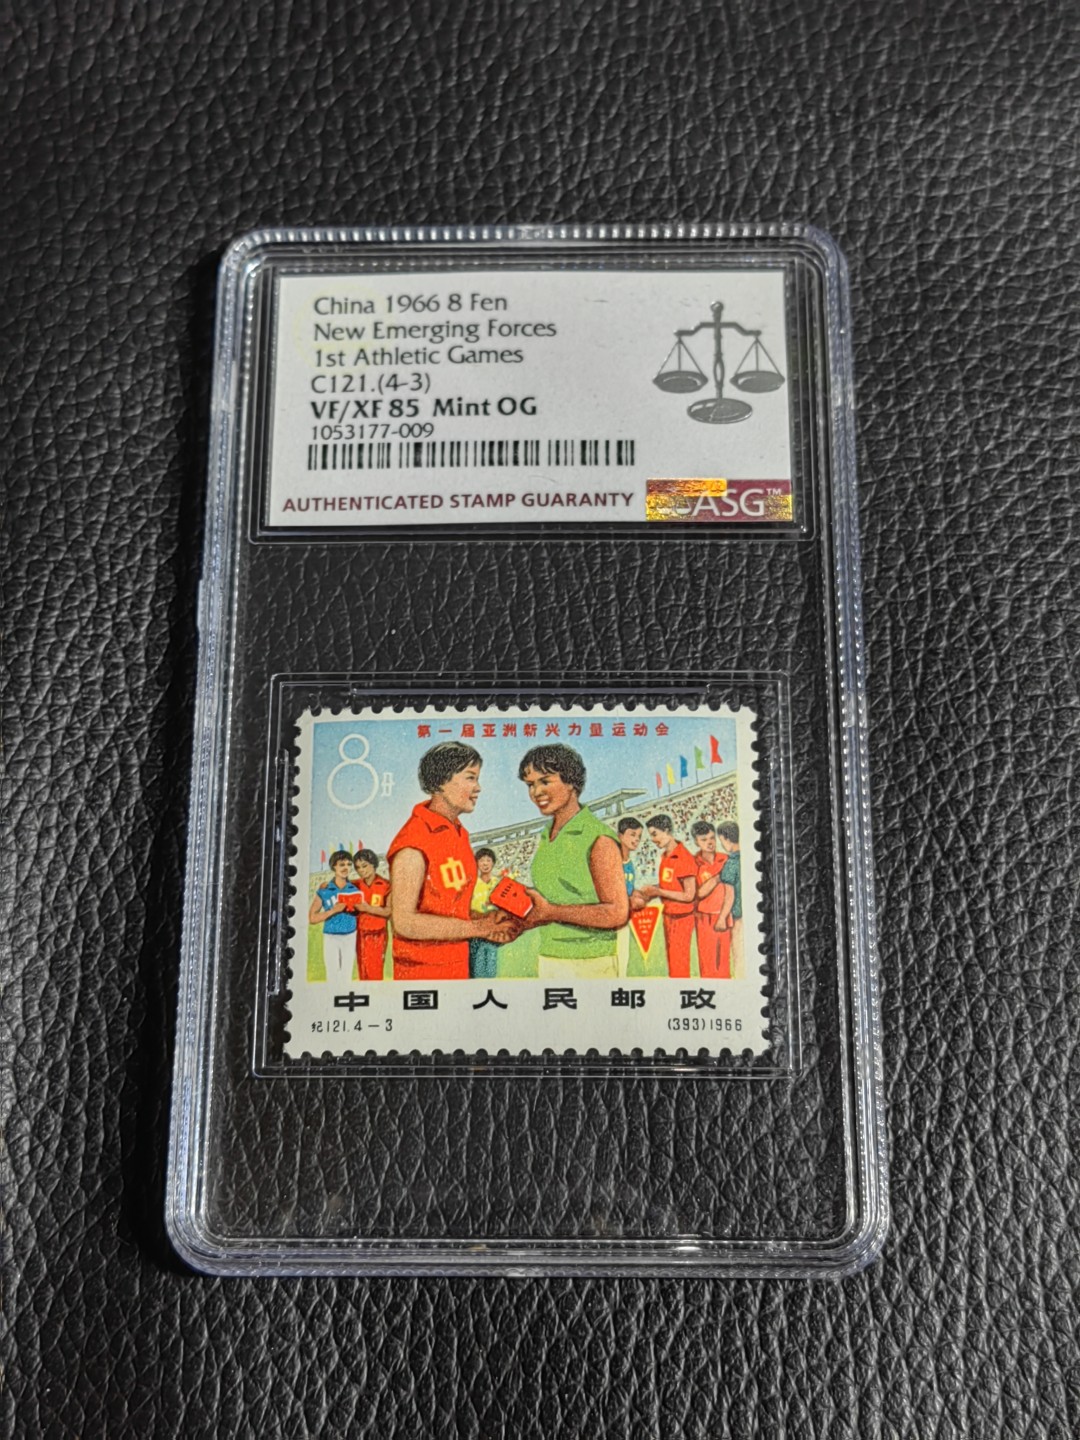 China 1966 8 Fen
New Emerging Forces
1st Athletic Games
C121.(4-3)
VF/XF 85 Mint OG
1053177-009
AUTHENTICATED STAMP GUARANTY
ASG™
第一届亚洲新兴力量运动会
8分
中
中国人民邮政
纪121.4-3
(393)1966